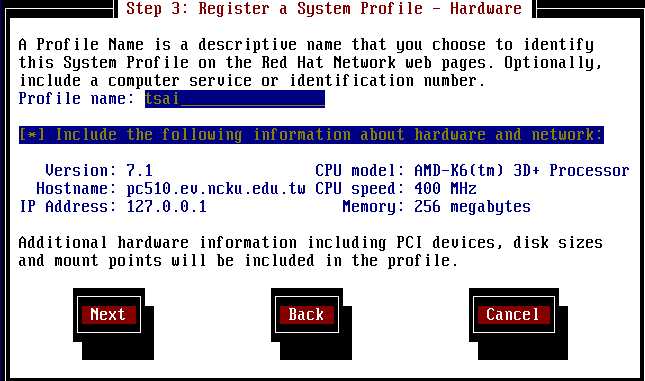 Step 3: Register a System Profile - Hardware
A Profile Name is a descriptive name that you choose to identify
this System Profile on the Red Hat Network web pages. Optionally,
include a computer service or identification number.
Profile name: tsai________________
[*] Include the following information about hardware and network:
Version: 7.1 CPU model: AMD-K6(tm) 3D+ Processor
Hostname: pc510.ev.ncku.edu.tw CPU speed: 400 MHz
IP Address: 127.0.0.1 Memory: 256 megabytes
Additional hardware information including PCI devices, disk sizes
and mount points will be included in the profile.
Next Back Cancel